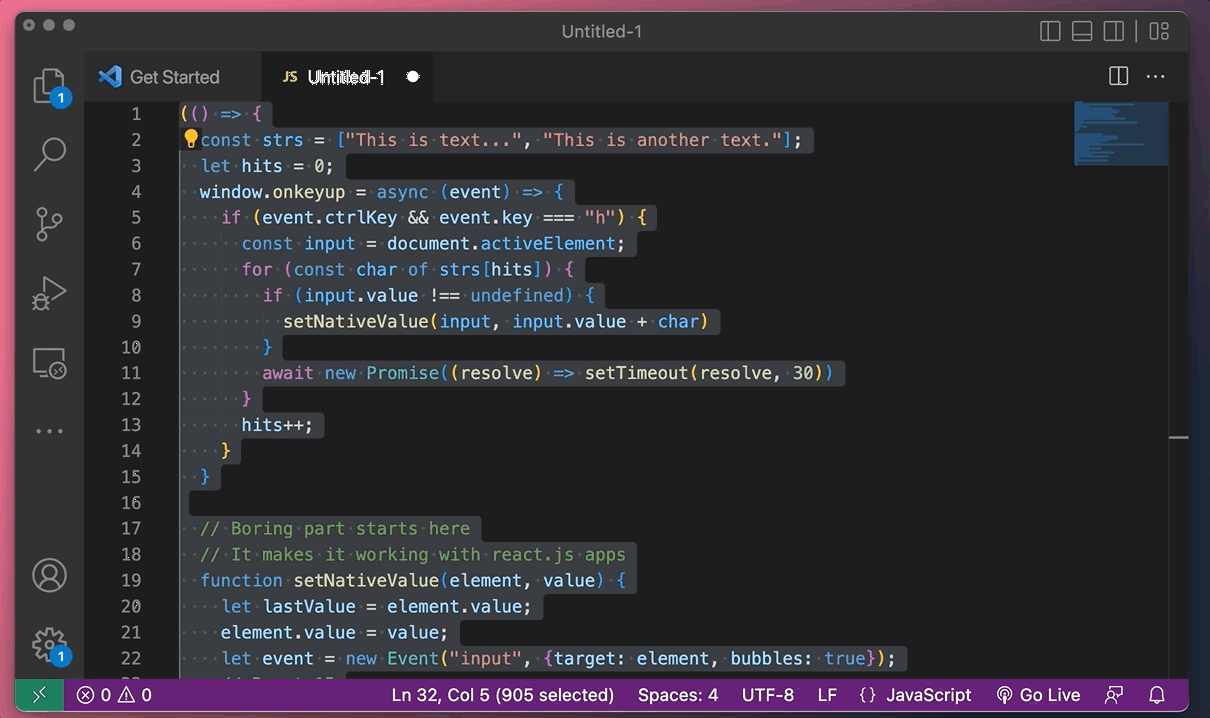 Untitled-1
Get Started
JS Untitled-1
1
1 (() => {
2 const strs = ["This is text...", "This is another text."];
3 let hits = 0;
4 window.onkeyup = async (event) => {
5 if (event.ctrlKey && event.key === "h") {
6 const input = document.activeElement;
7 for (const char of strs[hits]) {
8 if (input.value !== undefined) {
9 setNativeValue(input, input.value + char)
10 }
11 await new Promise((resolve) => setTimeout(resolve, 30))
12 }
13 hits++;
14 }
15 }
16
17 // Boring part starts here
18 // It makes it working with react.js apps
19 function setNativeValue(element, value) {
20 let lastValue = element.value;
21 element.value = value;
22 let event = new Event("input", {target: element, bubbles: true});
1
0 0 Ln 32, Col 5 (905 selected) Spaces: 4 UTF-8 LF {} JavaScript Go Live